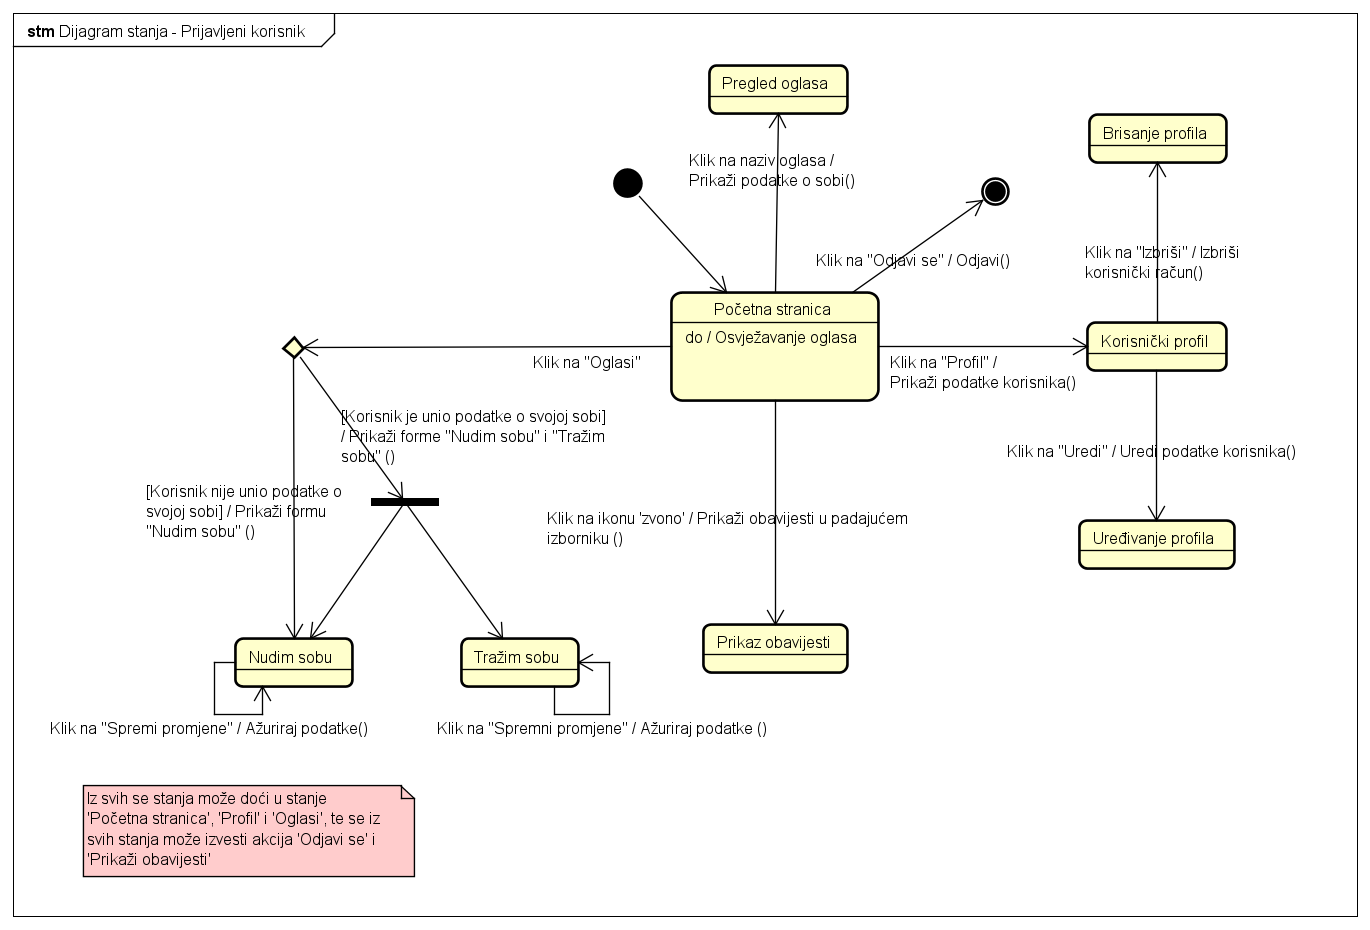 stm Dijagram stanja - Prijavljeni korisnik
Pregled oglasa
Brisanje profila
Klik na naziv oglasa /
Prikaži podatke o sobi()
Klik na "Odjavi se" / Odjavi()
Klik na "Izbriši" / Izbriši
korisnički račun()
Početna stranica
do / Osvježavanje oglasa
Korisnički profil
Klik na "Oglasi"
Klik na "Profil" /
Prikaži podatke korisnika()
[Korisnik je unio podatke o svojoj sobi]
/ Prikaži forme "Nudim sobu" i "Tražim
sobu" ()
Klik na "Uredi" / Uredi podatke korisnika()
[Korisnik nije unio podatke o
svojoj sobi] / Prikaži formu
"Nudim sobu" ()
Klik na ikonu 'zvono' / Prikaži obavijesti u padajućem
izborniku ()
Uređivanje profila
Nudim sobu
Tražim sobu
Prikaz obavijesti
Klik na "Spremi promjene" / Ažuriraj podatke()
Klik na "Spremni promjene" / Ažuriraj podatke ()
Iz svih se stanja može doći u stanje
'Početna stranica', 'Profil' i 'Oglasi', te se iz
svih stanja može izvesti akcija 'Odjavi se' i
'Prikaži obavijesti'